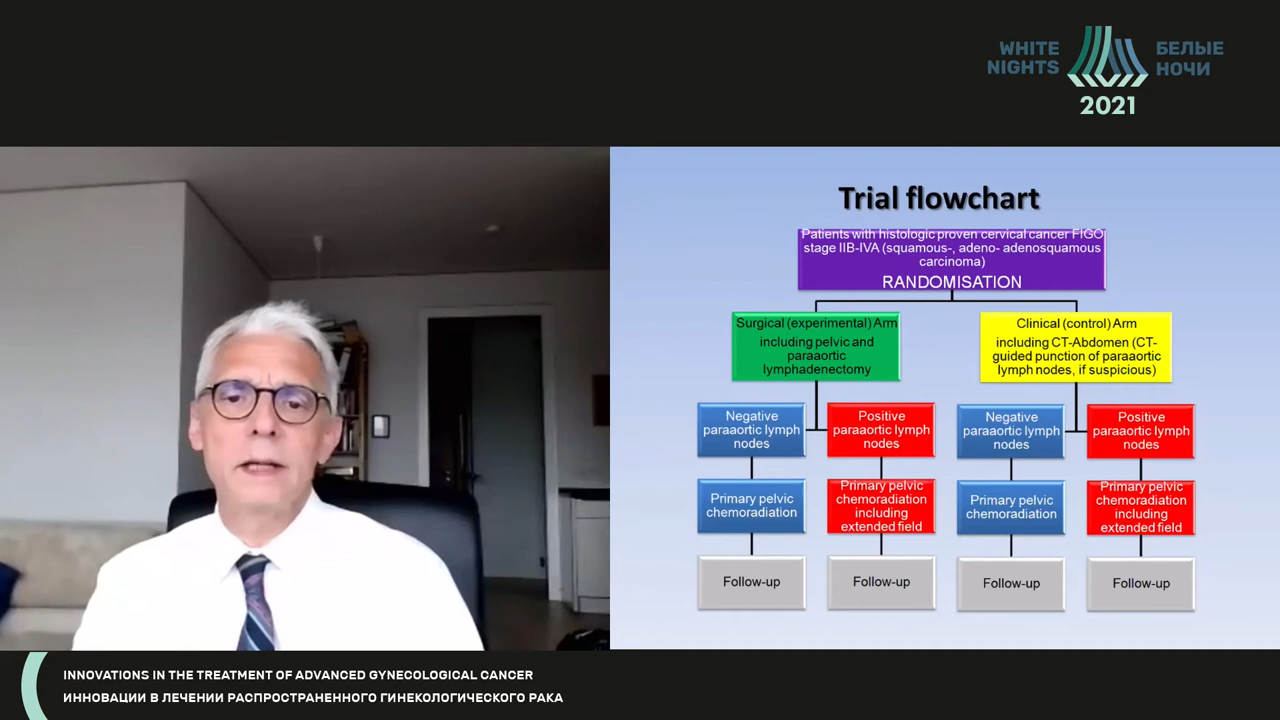 WHITE
NIGHTS
БЕЛЫЕ
НОЧИ
2021
Trial flowchart
Patients with histologic proven cervical cancer FIGO
stage IIB-IVA (squamous-, adeno- adenosquamous
carcinoma)
RANDOMISATION
Surgical (experimental) Arm
including pelvic and
paraaortic
lymphadenectomy
Clinical (control) Arm
including CT-Abdomen (CT-
guided punction of paraaortic
lymph nodes, if suspicious)
Negative
paraaortic lymph
nodes
Positive
paraaortic lymph
nodes
Negative
paraaortic lymph
nodes
Positive
paraaortic lymph
nodes
Primary pelvic
chemoradiation
Primary pelvic
chemoradiation
including
extended field
Primary pelvic
chemoradiation
Primary pelvic
chemoradiation
including
extended field
Follow-up
Follow-up
Follow-up
Follow-up
INNOVATIONS IN THE TREATMENT OF ADVANCED GYNECOLOGICAL CANCER
ИННОВАЦИИ В ЛЕЧЕНИИ РАСПРОСТРАНЕННОГО ГИНЕКОЛОГИЧЕСКОГО РАКА